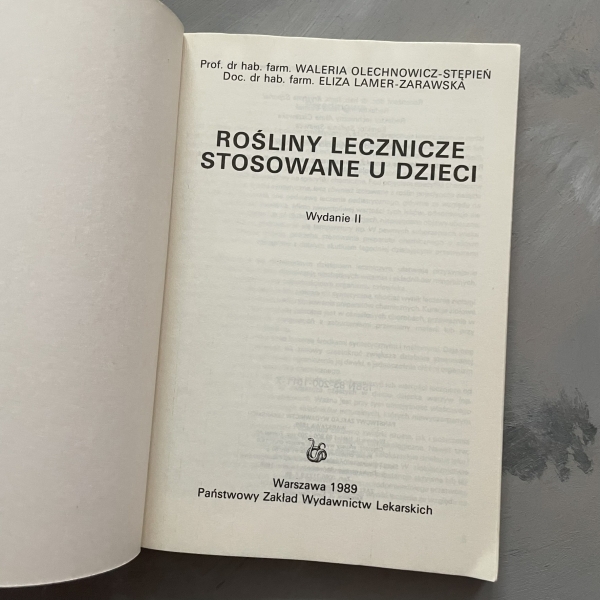 Prof. dr hab. farm. WALERIA OLECHNOWICZ-STĘPIEŃ
Doc. dr hab. farm. ELIZA LAMER-ZARAWSKA
ROŚLINY LECZNICZE
STOSOWANE U DZIECI
Wydanie II
Warszawa 1989
Państwowy Zakład Wydawnictw Lekarskich